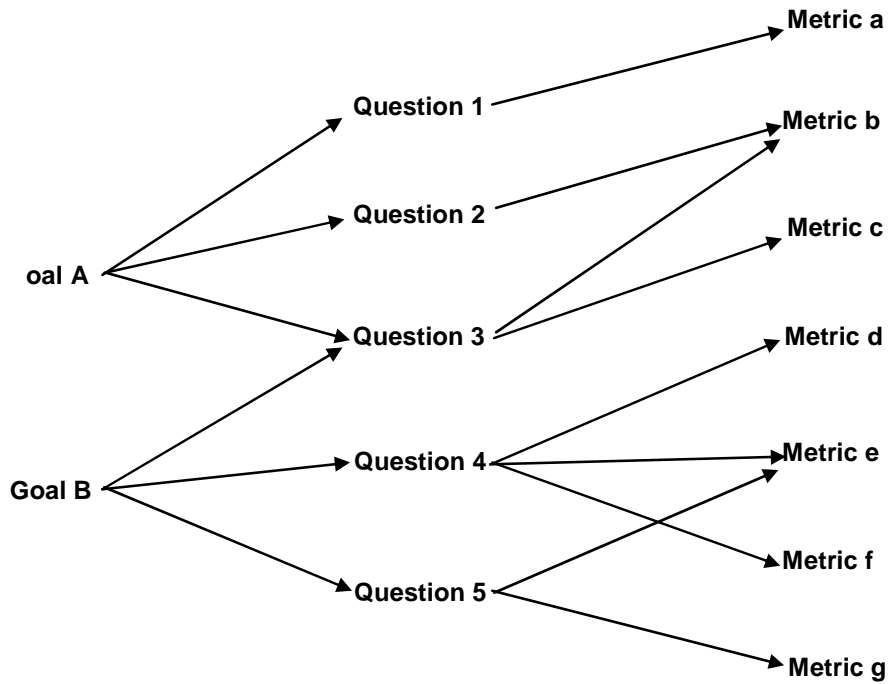 Metric a
Question 1
Metric b
Question 2
Metric c
oal A
Question 3
Metric d
Goal B
Question 4
Metric e
Metric f
Question 5
Metric g